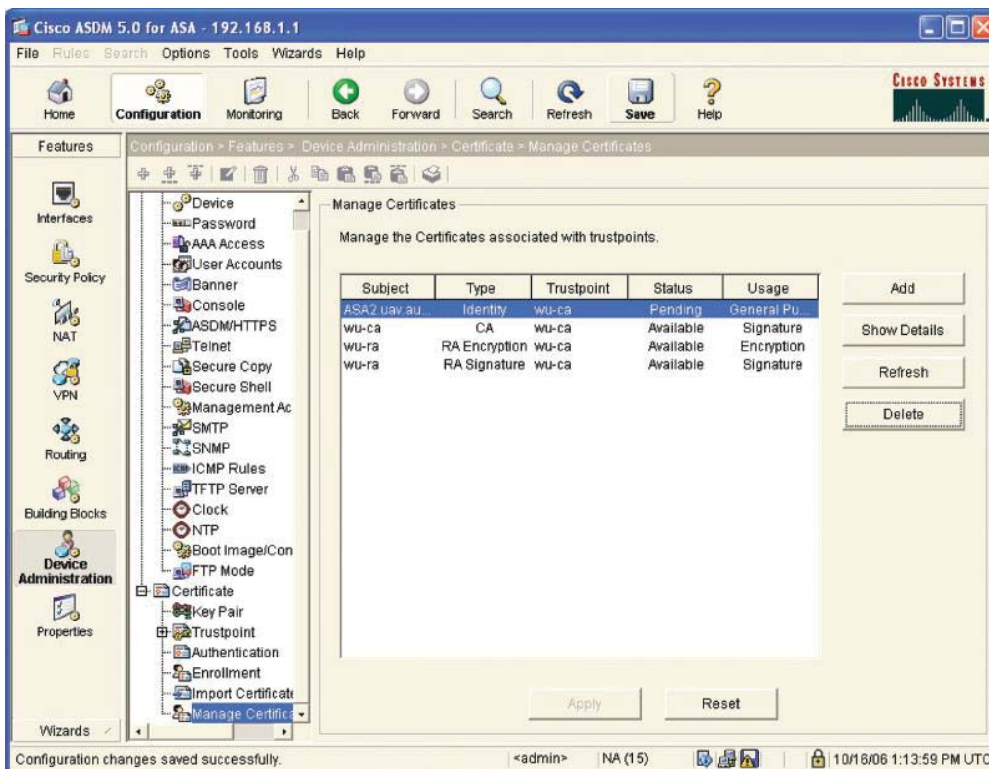 Cisco ASDM 5.0 for ASA - 192.168.1.1
File Rules Search Options Tools Wizards Help
Home Configuration Monitoring Back Forward Search Refresh Save Help
CISCO SYSTEMS
Features
Configuration > Features > Device Administration > Certificate > Manage Certificates
Interfaces
Security Policy
NAT
VPN
Routing
Building Blocks
Device Administration
Properties
Wizards
Device
Password
AAA Access
User Accounts
Banner
Console
ASDM/HTTPS
Telnet
Secure Copy
Secure Shell
Management Ac
SMTP
SNMP
ICMP Rules
TFTP Server
Clock
NTP
Boot Image/Con
FTP Mode
Certificate
Key Pair
Trustpoint
Authentication
Enrollment
Import Certificate
Manage Certifica
Manage Certificates
Manage the Certificates associated with trustpoints.
Subject Type Trustpoint Status Usage
ASA2.uav.au... Identity wu-ca Pending General Pu...
wu-ca CA wu-ca Available Signature
wu-ra RA Encryption wu-ca Available Encryption
wu-ra RA Signature wu-ca Available Signature
Add
Show Details
Refresh
Delete
Apply Reset
Configuration changes saved successfully. <admin> NA (15) 10/16/06 1:13:59 PM UTC